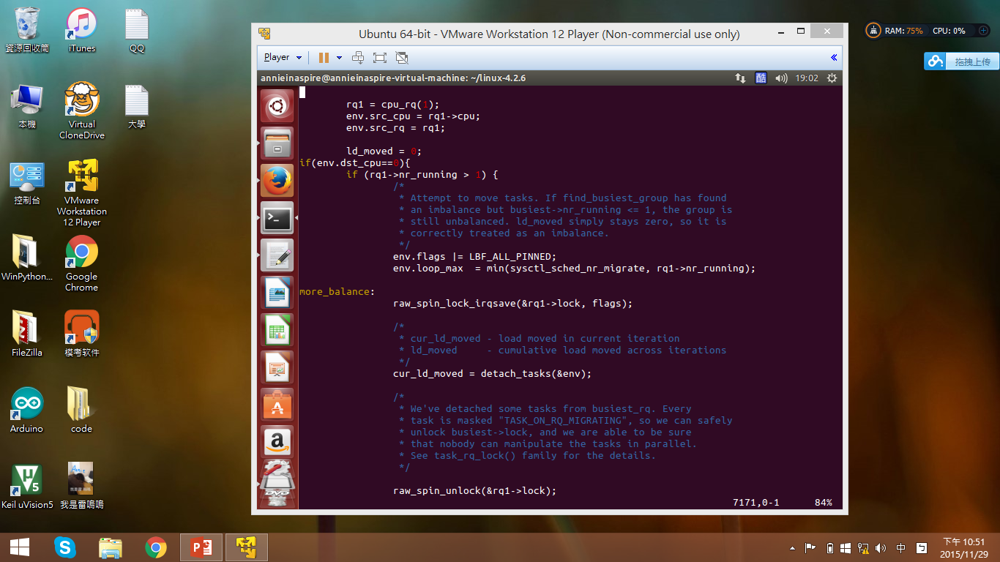 資源回收筒
iTunes
QQ
本機
Virtual
CloneDrive
大學
控制台
VMware
Workstation
12 Player
WinPython...
Google
Chrome
FileZilla
模考软件
Arduino
code
Keil uVision5
我是雷鳴鳴
Ubuntu 64-bit - VMware Workstation 12 Player (Non-commercial use only)
Player
annieinaspire@annieinaspire-virtual-machine: ~/linux-4.2.6
酷
19:02
rq1 = cpu_rq(1);
env.src_cpu = rq1->cpu;
env.src_rq = rq1;
ld_moved = 0;
if(env.dst_cpu==0){
if (rq1->nr_running > 1) {
/*
* Attempt to move tasks. If find_busiest_group has found
* an imbalance but busiest->nr_running <= 1, the group is
* still unbalanced. ld_moved simply stays zero, so it is
* correctly treated as an imbalance.
*/
env.flags |= LBF_ALL_PINNED;
env.loop_max  = min(sysctl_sched_nr_migrate, rq1->nr_running);
more_balance:
raw_spin_lock_irqsave(&rq1->lock, flags);
/*
* cur_ld_moved - load moved in current iteration
* ld_moved     - cumulative load moved across iterations
*/
cur_ld_moved = detach_tasks(&env);
/*
* We've detached some tasks from busiest_rq. Every
* task is masked "TASK_ON_RQ_MIGRATING", so we can safely
* unlock busiest->lock, and we are able to be sure
* that nobody can manipulate the tasks in parallel.
* See task_rq_lock() family for the details.
*/
raw_spin_unlock(&rq1->lock);
7171,0-1 84%
RAM: 75% CPU: 0%
拖拽上传
中
下午 10:51
2015/11/29